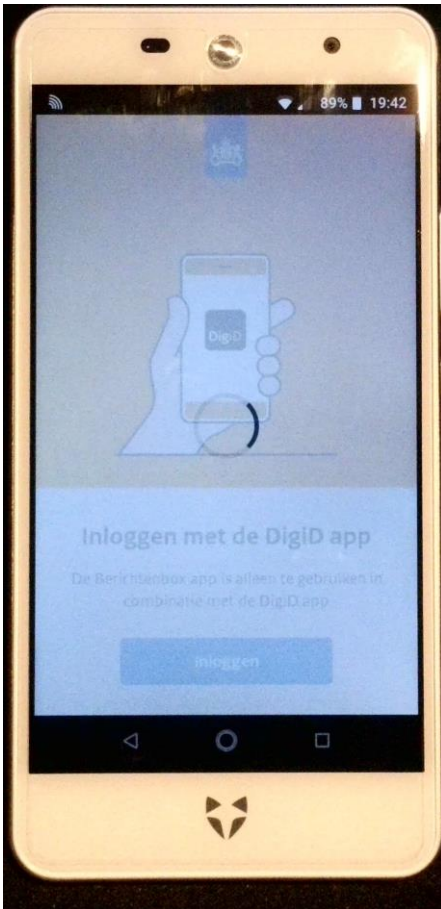 89% 19:42
DigiD
Inloggen met de DigiD app
De Berichtenbox app is alleen te gebruiken in
combinatie met de DigiD app
Inloggen